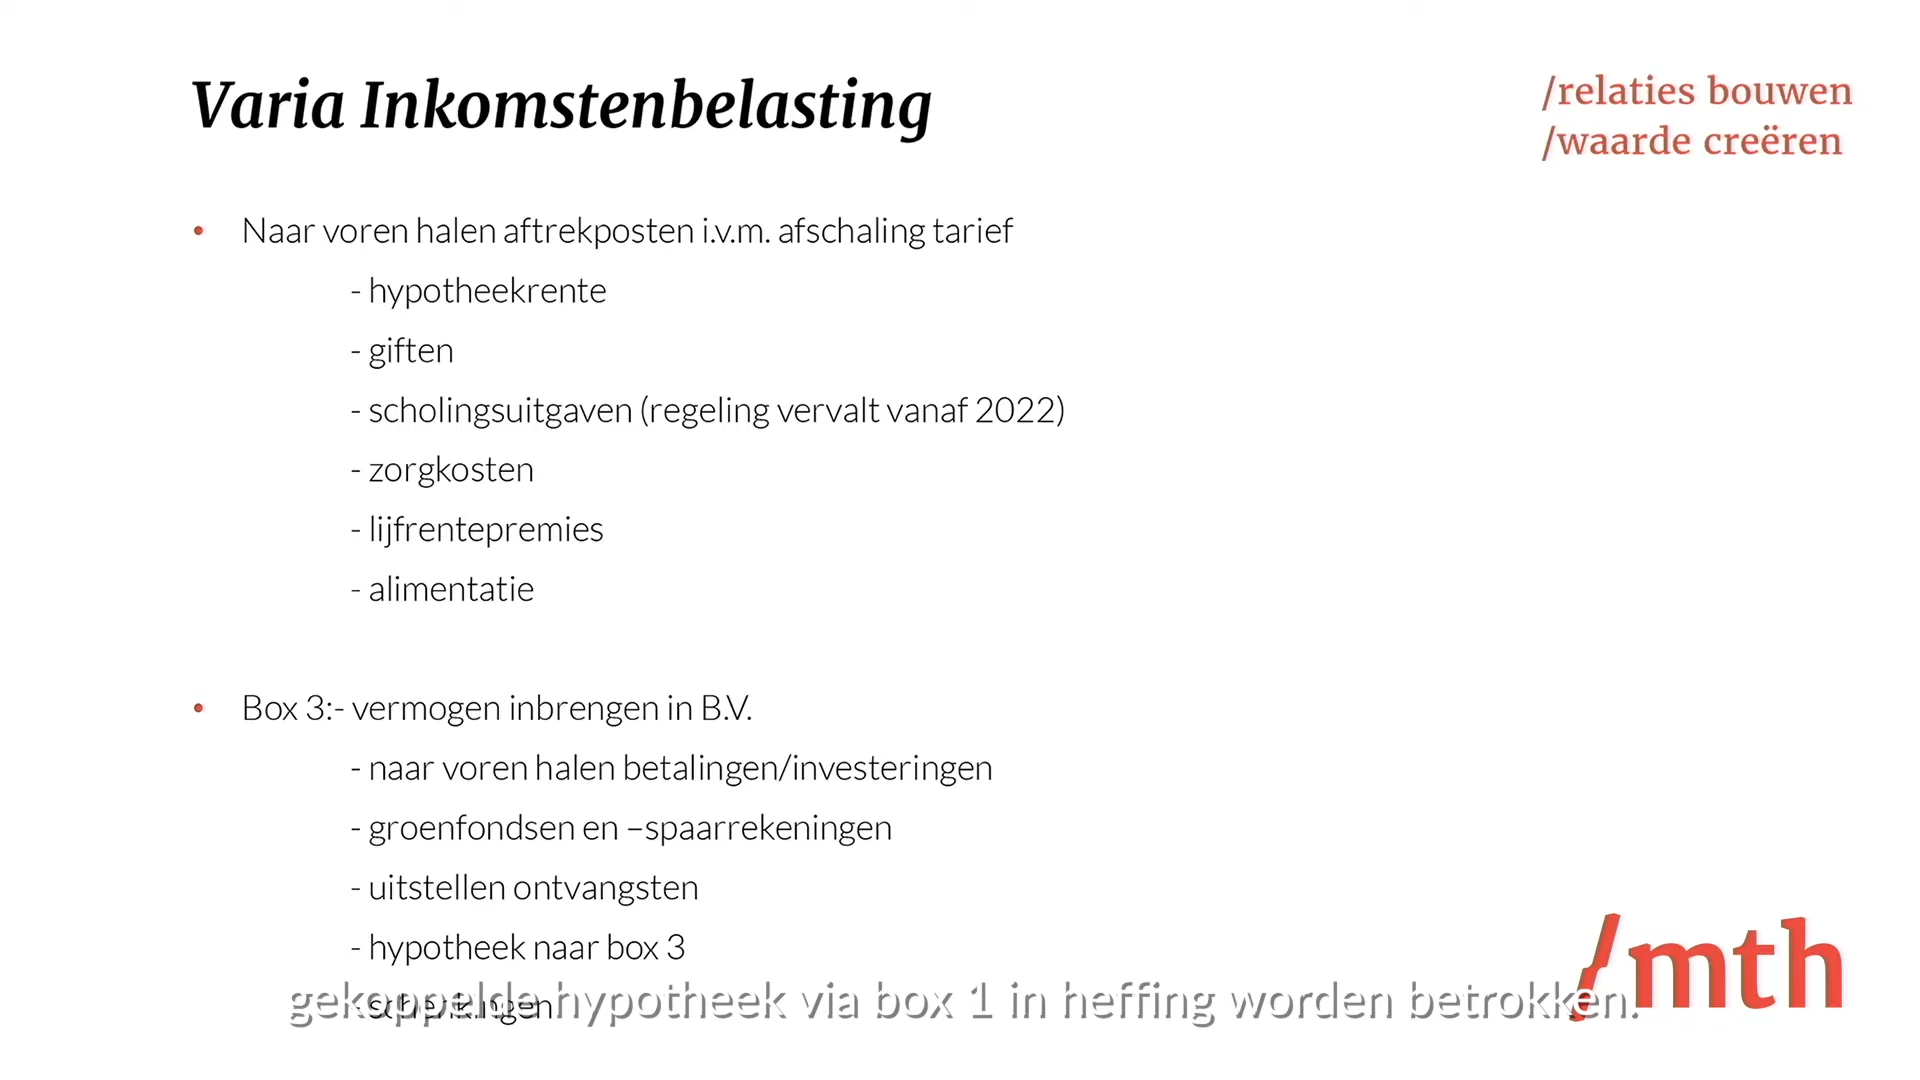 Varia Inkomstenbelasting
/relaties bouwen
/waarde creëren
• Naar voren halen aftrekposten i.v.m. afschaling tarief
- hypotheekrente
- giften
- scholingsuitgaven (regeling vervalt vanaf 2022)
- zorgkosten
- lijfrentepremies
- alimentatie
• Box 3:- vermogen inbrengen in B.V.
- naar voren halen betalingen/investeringen
- groenfondsen en –spaarrekeningen
- uitstellen ontvangsten
- hypotheek naar box 3
- schenkingen
gekoppelde hypotheek via box 1 in heffing worden betrokken.
/mth